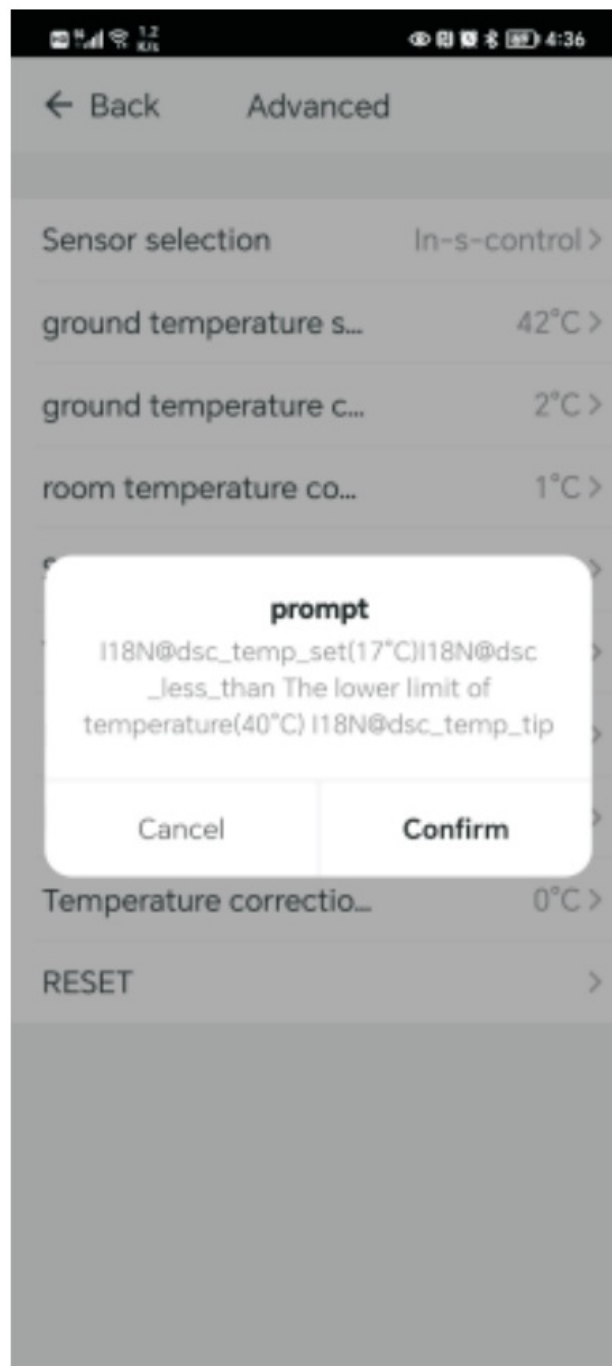 1.2
K/s
4:36
← Back Advanced
Sensor selection In-s-control >
ground temperature s... 42°C >
ground temperature c... 2°C >
room temperature co... 1°C >
prompt
I18N@dsc_temp_set(17°C)I18N@dsc
_less_than The lower limit of
temperature(40°C) I18N@dsc_temp_tip
Cancel Confirm
Temperature correctio... 0°C >
RESET >